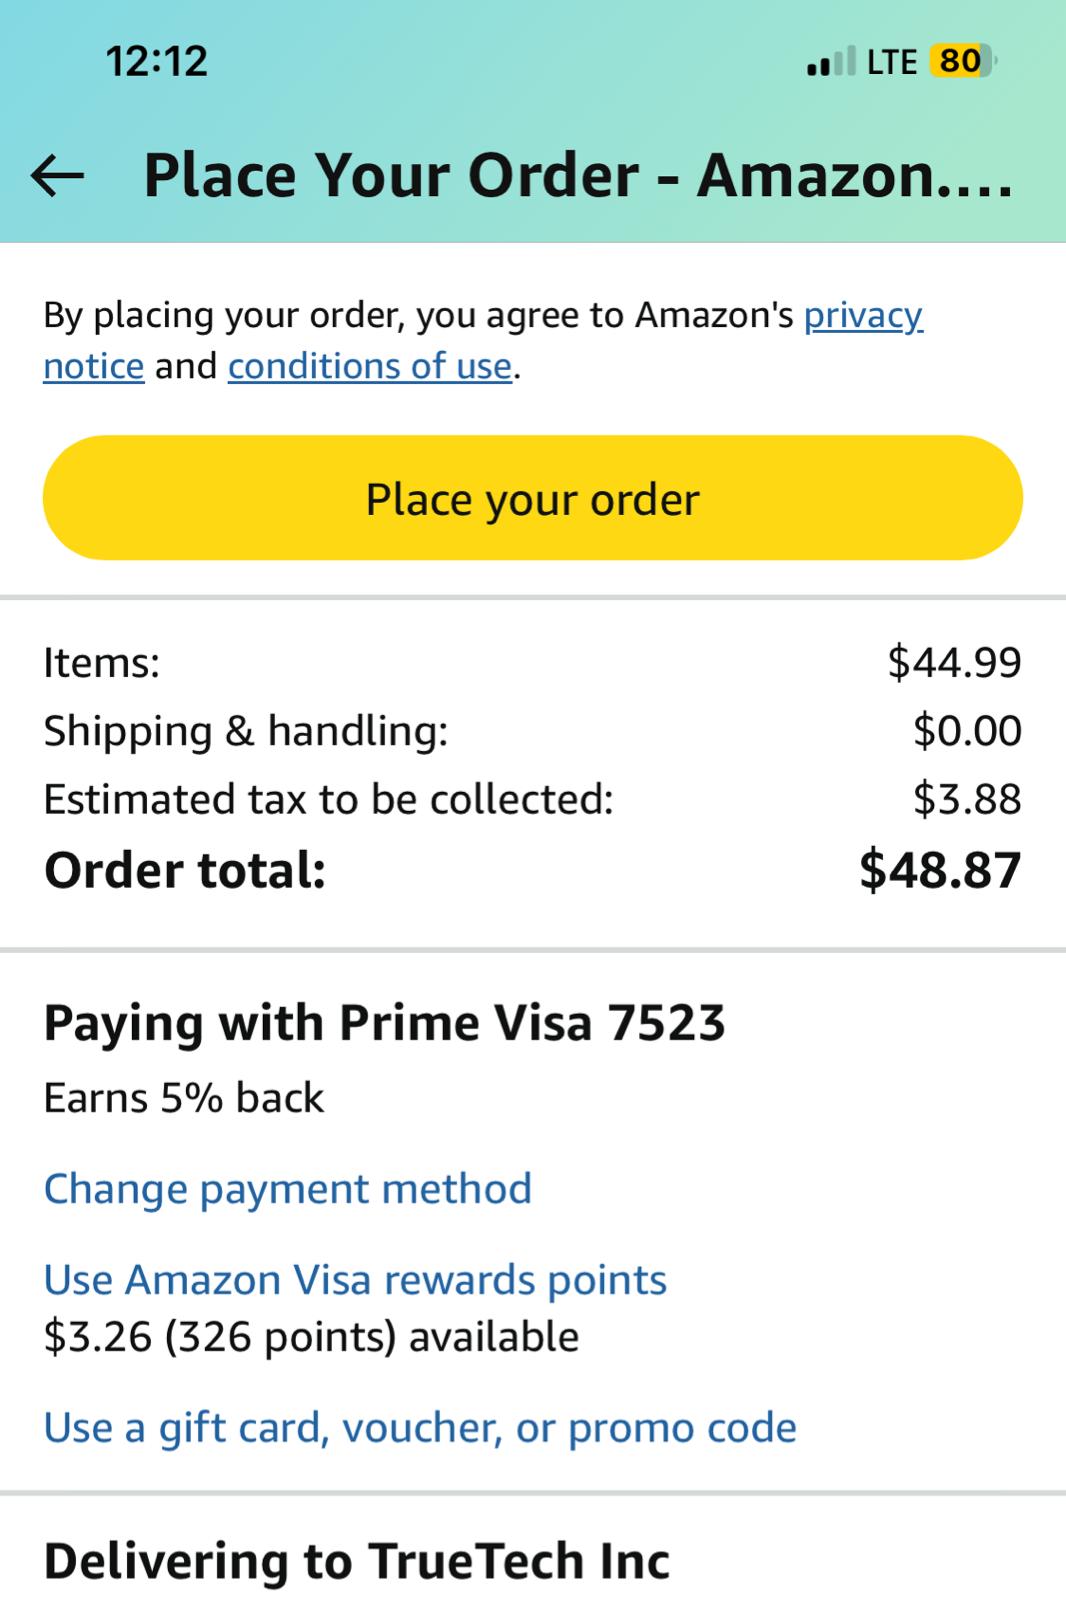 12:12 LTE 80
Place Your Order - Amazon....
By placing your order, you agree to Amazon's privacy
notice and conditions of use.
Place your order
Items: $44.99
Shipping & handling: $0.00
Estimated tax to be collected: $3.88
Order total: $48.87
Paying with Prime Visa 7523
Earns 5% back
Change payment method
Use Amazon Visa rewards points
$3.26 (326 points) available
Use a gift card, voucher, or promo code
Delivering to TrueTech Inc